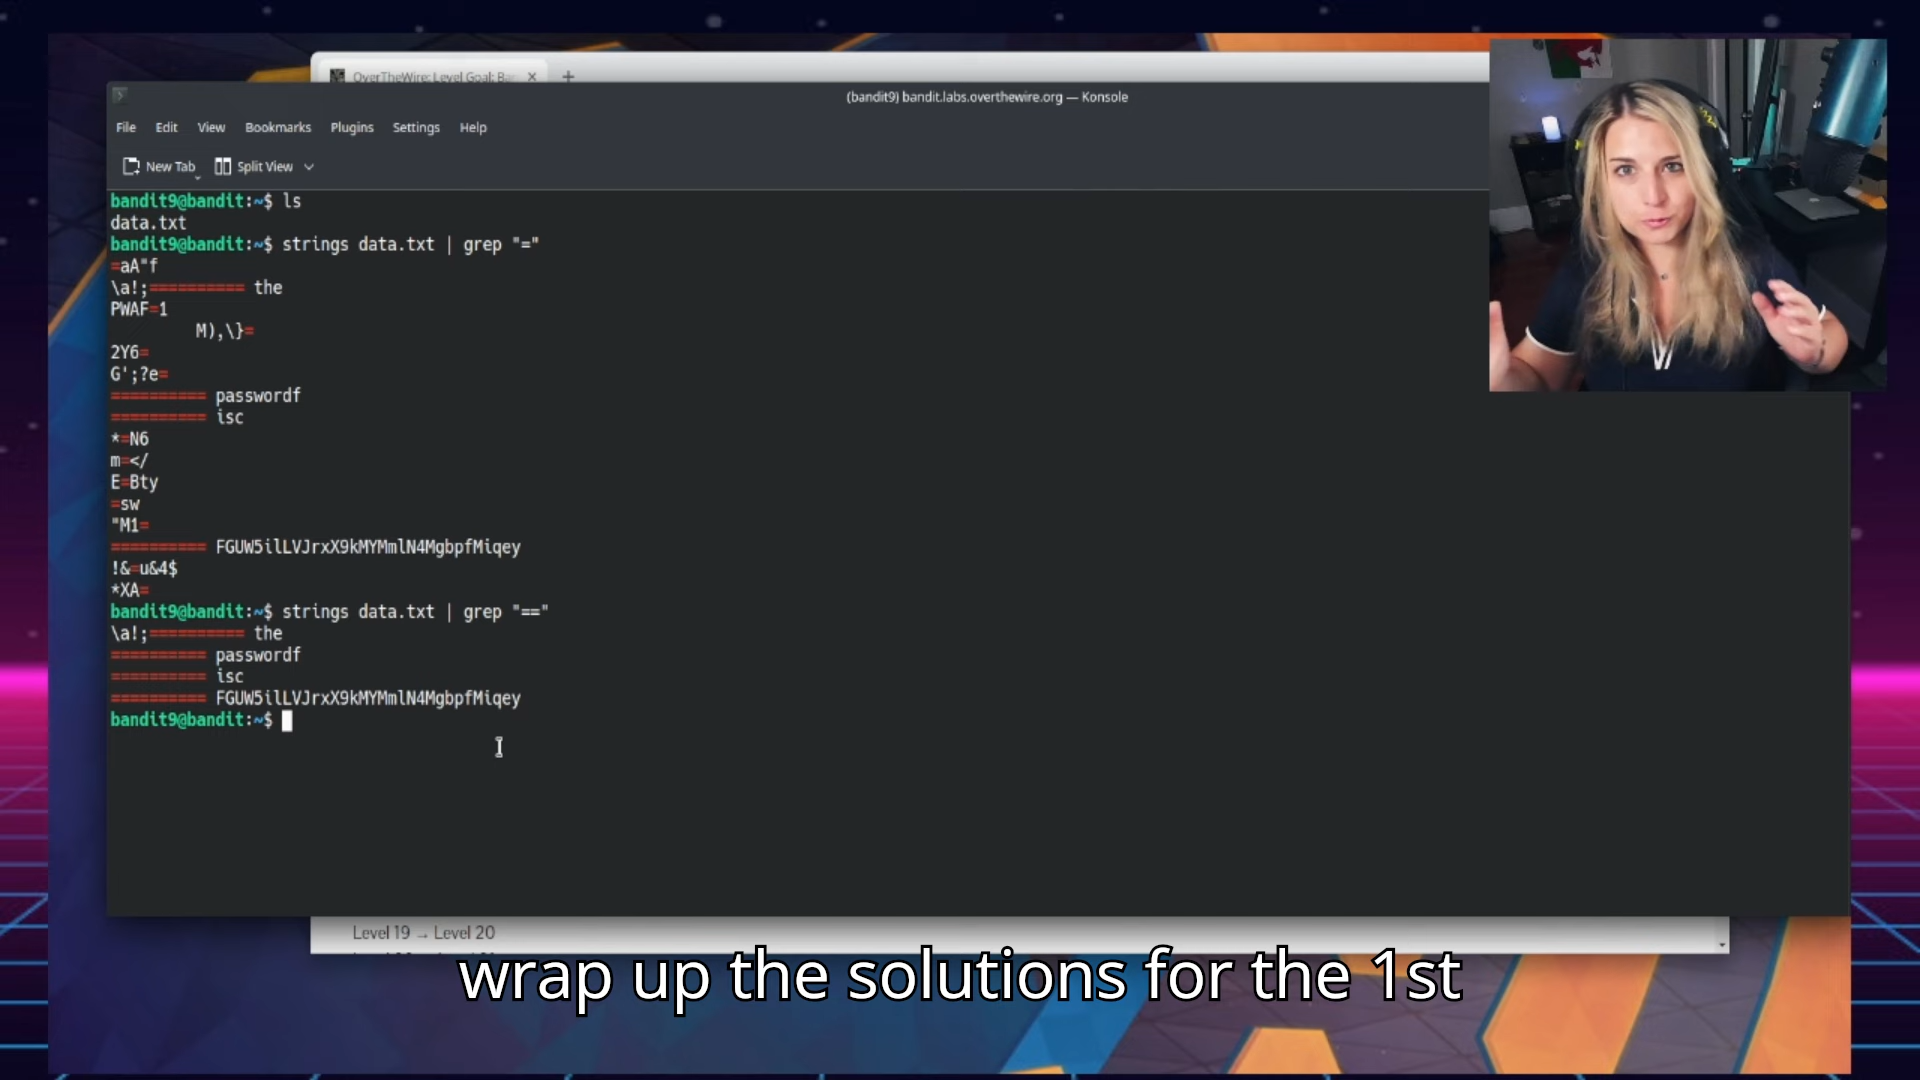 OverTheWire: Level Goal: Ba
(bandit9) bandit.labs.overthewire.org — Konsole
File Edit View Bookmarks Plugins Settings Help
New Tab Split View
bandit9@bandit:~$ ls
data.txt
bandit9@bandit:~$ strings data.txt | grep "="
=aA"f
\a!;========== the
PWAF=1
M),\}=
2Y6=
G';?e=
========== passwordf
========== isc
*=N6
m=</
E=Bty
=sw
"M1=
========== FGUW5ilLVJrxX9kMYMmlN4MgbpfMiqey
!&=u&4$
*XA=
bandit9@bandit:~$ strings data.txt | grep "=="
\a!;========== the
========== passwordf
========== isc
========== FGUW5ilLVJrxX9kMYMmlN4MgbpfMiqey
bandit9@bandit:~$
Level 19 → Level 20
wrap up the solutions for the 1st